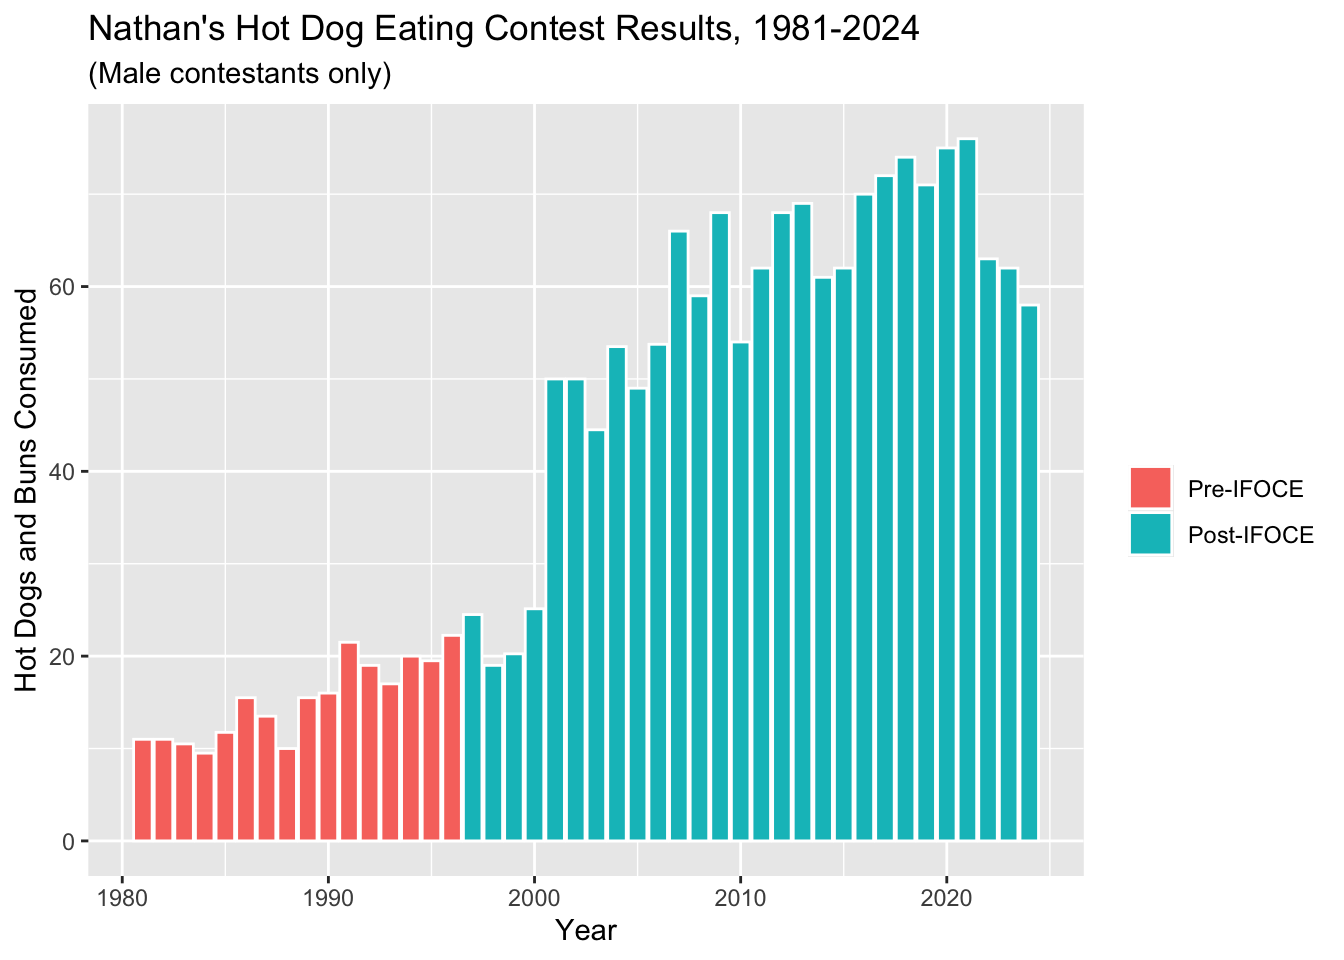 Nathan's Hot Dog Eating Contest Results, 1981-2024
(Male contestants only)
Hot Dogs and Buns Consumed
60
40
20
0
1980 1990 2000 2010 2020
Year
Pre-IFOCE
Post-IFOCE